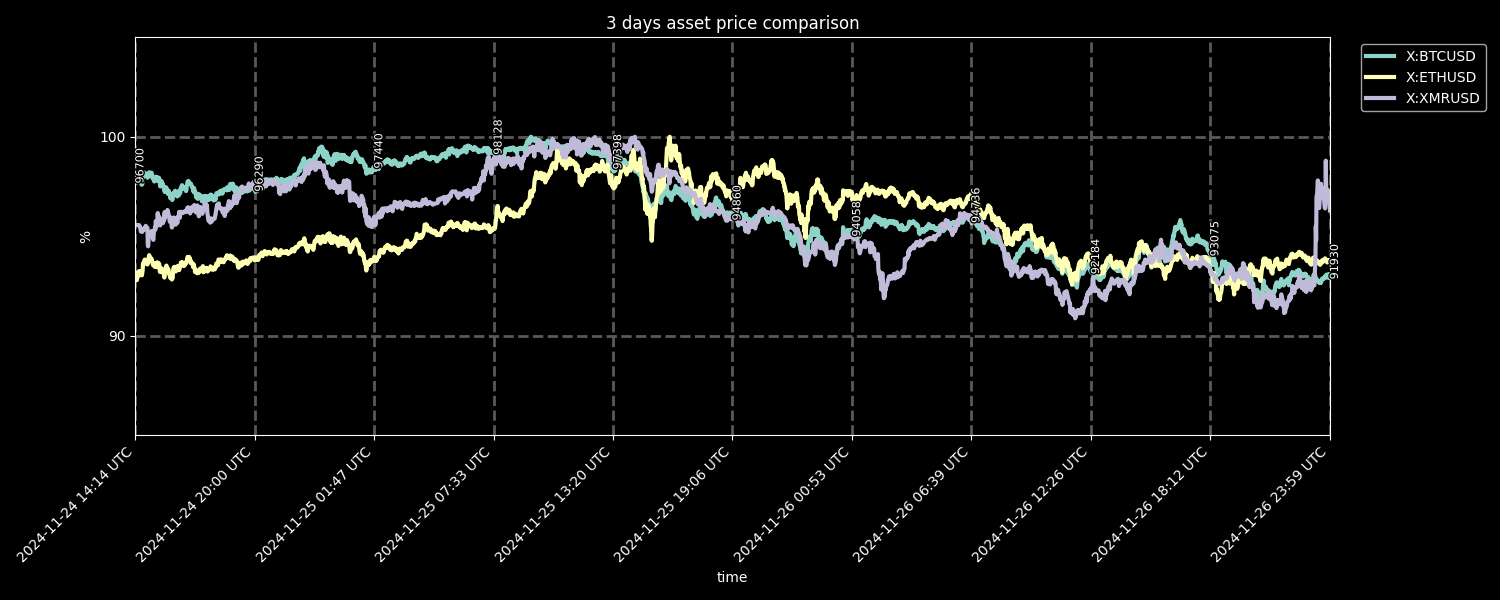 3 days asset price comparison
X:BTCUSD
X:ETHUSD
X:XMRUSD
100
90
%
96700
96290
97440
98128
97398
94860
94058
94736
92184
93075
91930
2024-11-24 14:14 UTC
2024-11-24 20:00 UTC
2024-11-25 01:47 UTC
2024-11-25 07:33 UTC
2024-11-25 13:20 UTC
2024-11-25 19:06 UTC
2024-11-26 00:53 UTC
2024-11-26 06:39 UTC
2024-11-26 12:26 UTC
2024-11-26 18:12 UTC
2024-11-26 23:59 UTC
time